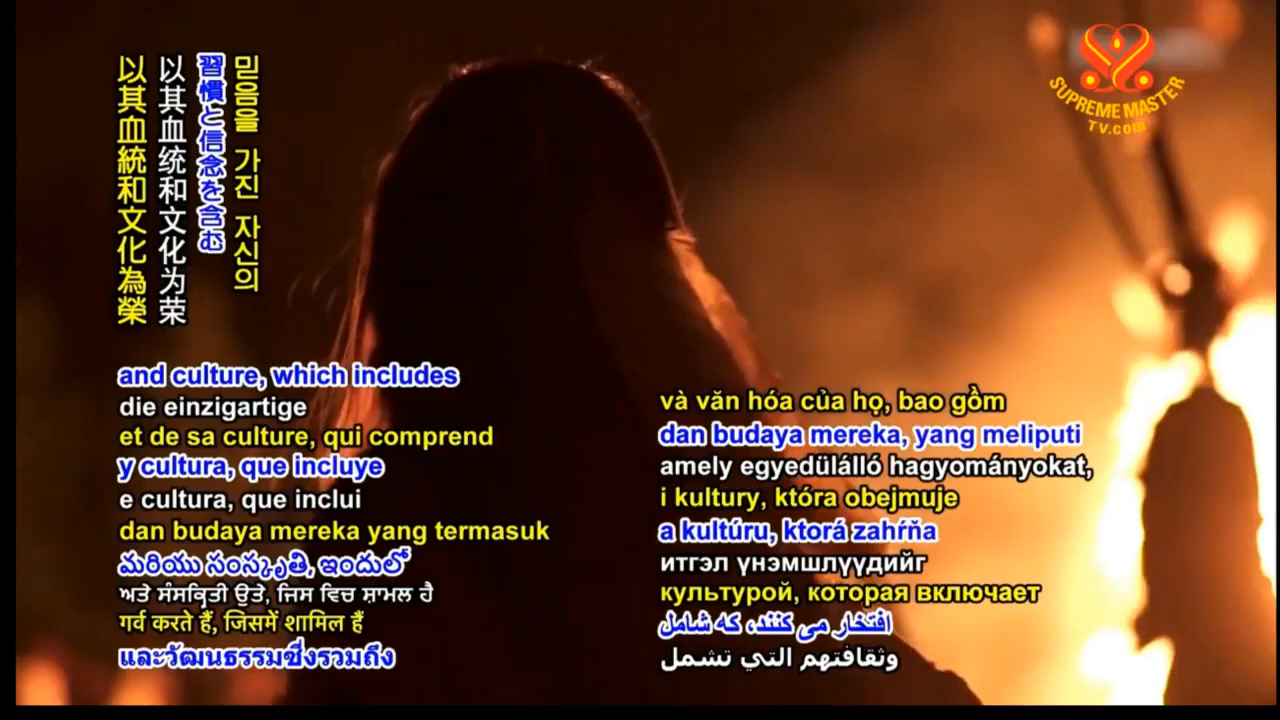 믿음을 가진 자신의
習慣と信念を含む
以其血统和文化为荣
以其血統和文化為榮
SUPREME MASTER
TV.com
and culture, which includes
die einzigartige
et de sa culture, qui comprend
y cultura, que incluye
e cultura, que inclui
dan budaya mereka yang termasuk
మరియు సంస్కృతి, ఇందులో
ਅਤੇ ਸੰਸਕ੍ਰਿਤੀ ਉਤੇ, ਜਿਸ ਵਿਚ ਸ਼ਾਮਲ ਹੈ
गर्व करते हैं, जिसमें शामिल हैं
และวัฒนธรรมซึ่งรวมถึง
và văn hóa của họ, bao gồm
dan budaya mereka, yang meliputi
amely egyedülálló hagyományokat,
i kultury, która obejmuje
a kultúru, ktorá zahŕňa
итгэл үнэмшлүүдийг
культурой, которая включает
افتخار می کنند، که شامل
وثقافتهم التي تشمل